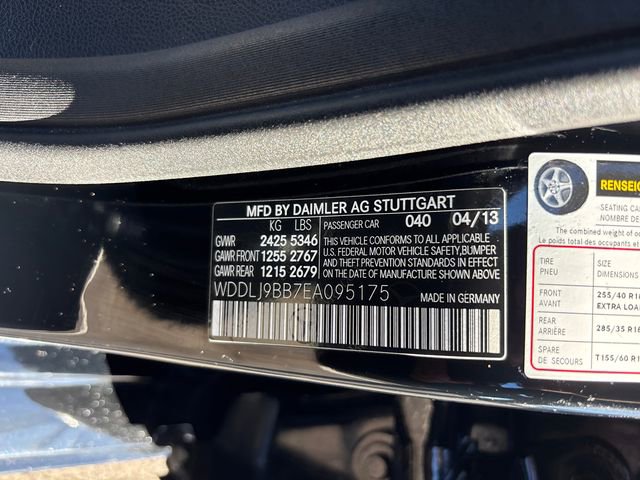 MFD BY DAIMLER AG STUTTGART
KG LBS PASSENGER CAR 040 04/13
GVWR 2425 5346
GAWR FRONT 1255 2767
GAWR REAR 1215 2679
THIS VEHICLE CONFORMS TO ALL APPLICABLE
U.S. FEDERAL MOTOR VEHICLE SAFETY,BUMPER
AND THEFT PREVENTION STANDARDS IN EFFECT
ON THE DATE OF MANUFACTURE SHOWN ABOVE.
WDDLJ9BB7EA095175 MADE IN GERMANY
RENSEIG
SEATING CA
NOMBRE DE
The combined weight of oc
Le poids total des occupants et
TIRE SIZE
PNEU DIMENSIONS
FRONT 255/40 R18
AVANT EXTRA LOA
REAR 285/35 R18
ARRIÈRE
SPARE T155/60 R1
DE SECOURS